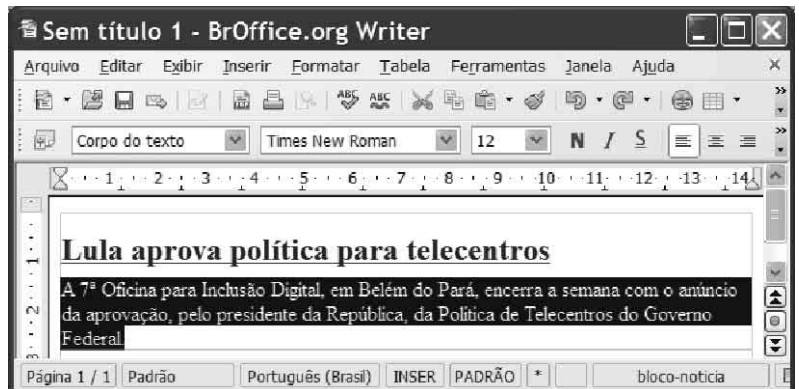 Sem título 1 - BrOffice.org Writer
Arquivo Editar Exibir Inserir Formatar Tabela Ferramentas Janela Ajuda
ABC ABC
Corpo do texto Times New Roman 12 N I S
1 2 3 4 5 6 7 8 9 10 11 12 13 14
Lula aprova política para telecentros
A 7ª Oficina para Inclusão Digital, em Belém do Pará, encerra a semana com o anúncio
da aprovação, pelo presidente da República, da Política de Telecentros do Governo
Federal.
1
2
Página 1 / 1 Padrão Português (Brasil) INSER PADRÃO * bloco-noticia